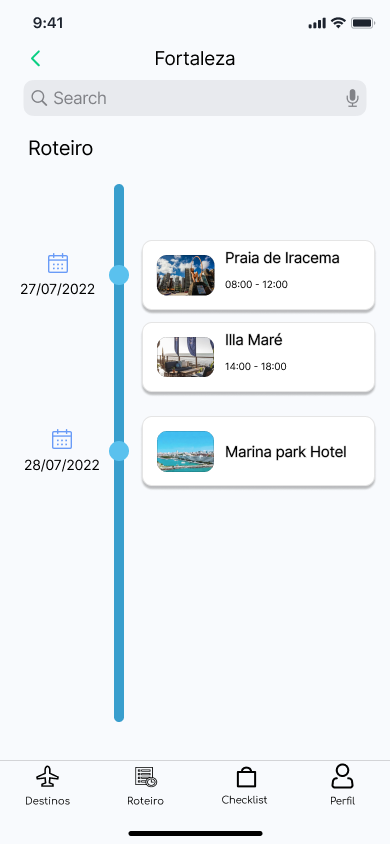 9:41
Fortaleza
Search
Roteiro
27/07/2022
Praia de Iracema
08:00 - 12:00
Illa Maré
14:00 - 18:00
28/07/2022
Marina park Hotel
Destinos
Roteiro
Checklist
Perfil